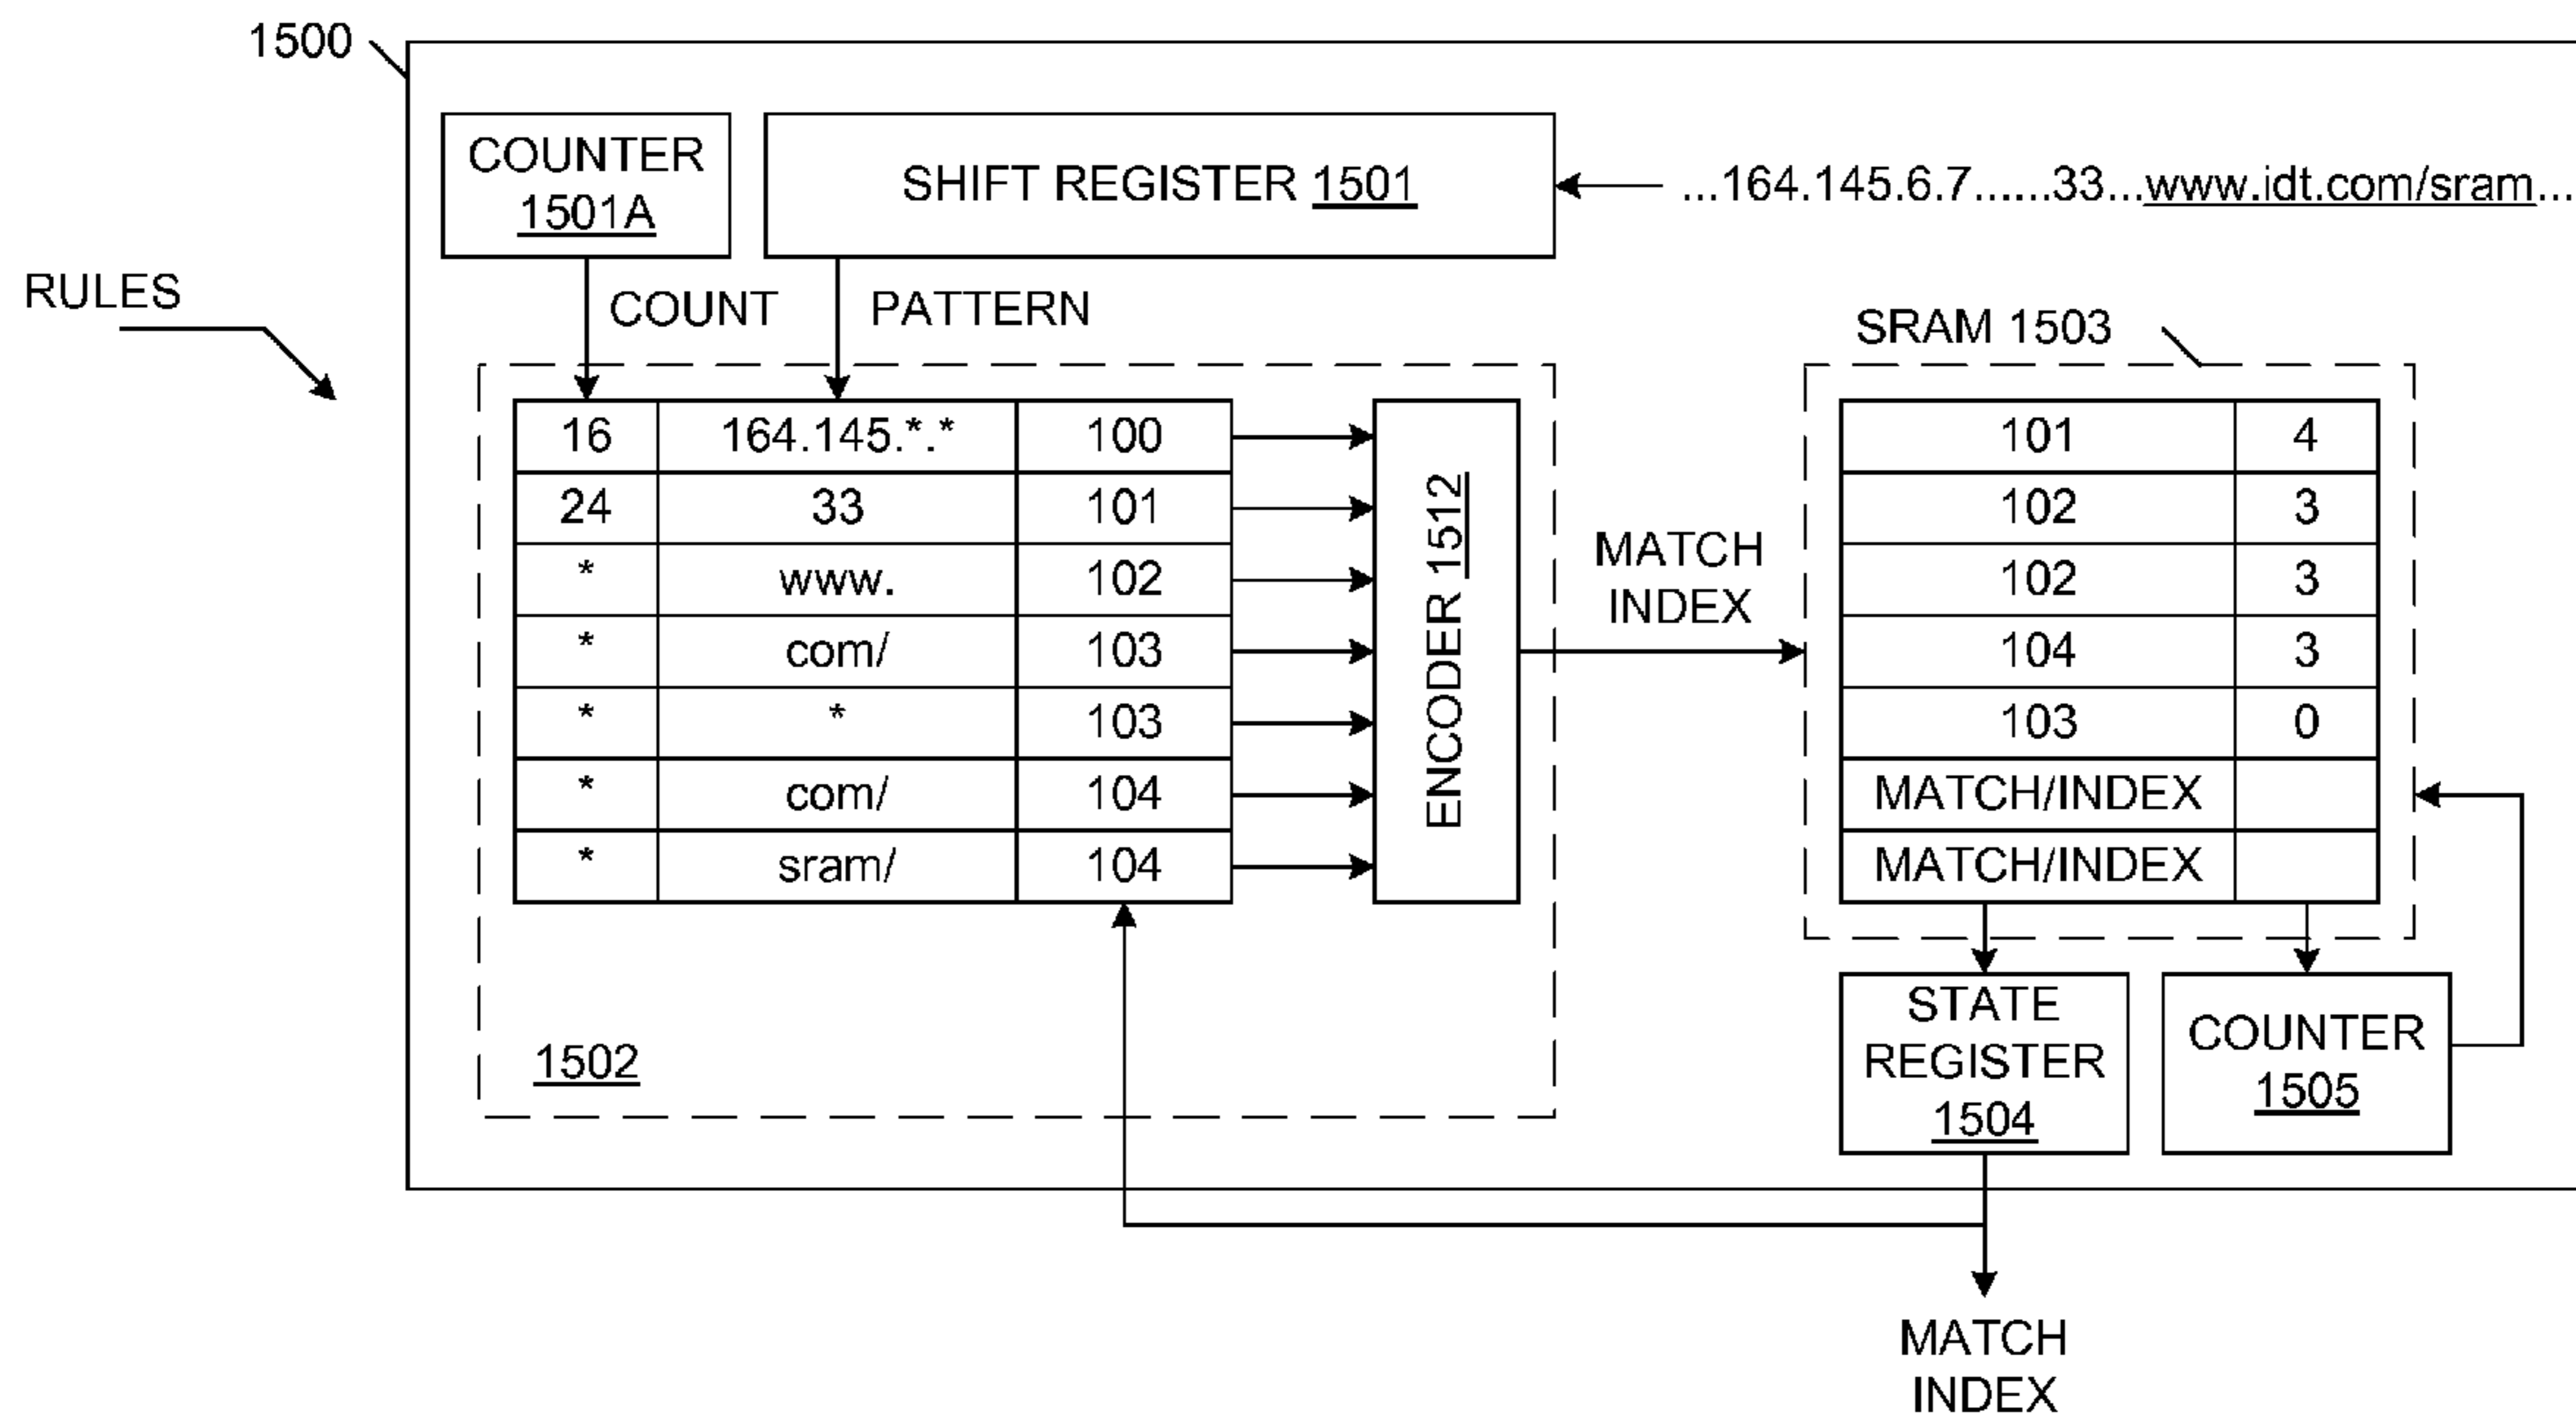 1500
COUNTER
1501A
SHIFT REGISTER 1501
...164.145.6.7......33...www.idt.com/sram...
RULES
COUNT
PATTERN
SRAM 1503
16 164.145.*.* 100
24 33 101
* www. 102
* com/ 103
* * 103
* com/ 104
* sram/ 104
ENCODER 1512
MATCH
INDEX
101 4
102 3
102 3
104 3
103 0
MATCH/INDEX
MATCH/INDEX
1502
STATE
REGISTER
1504
COUNTER
1505
MATCH
INDEX